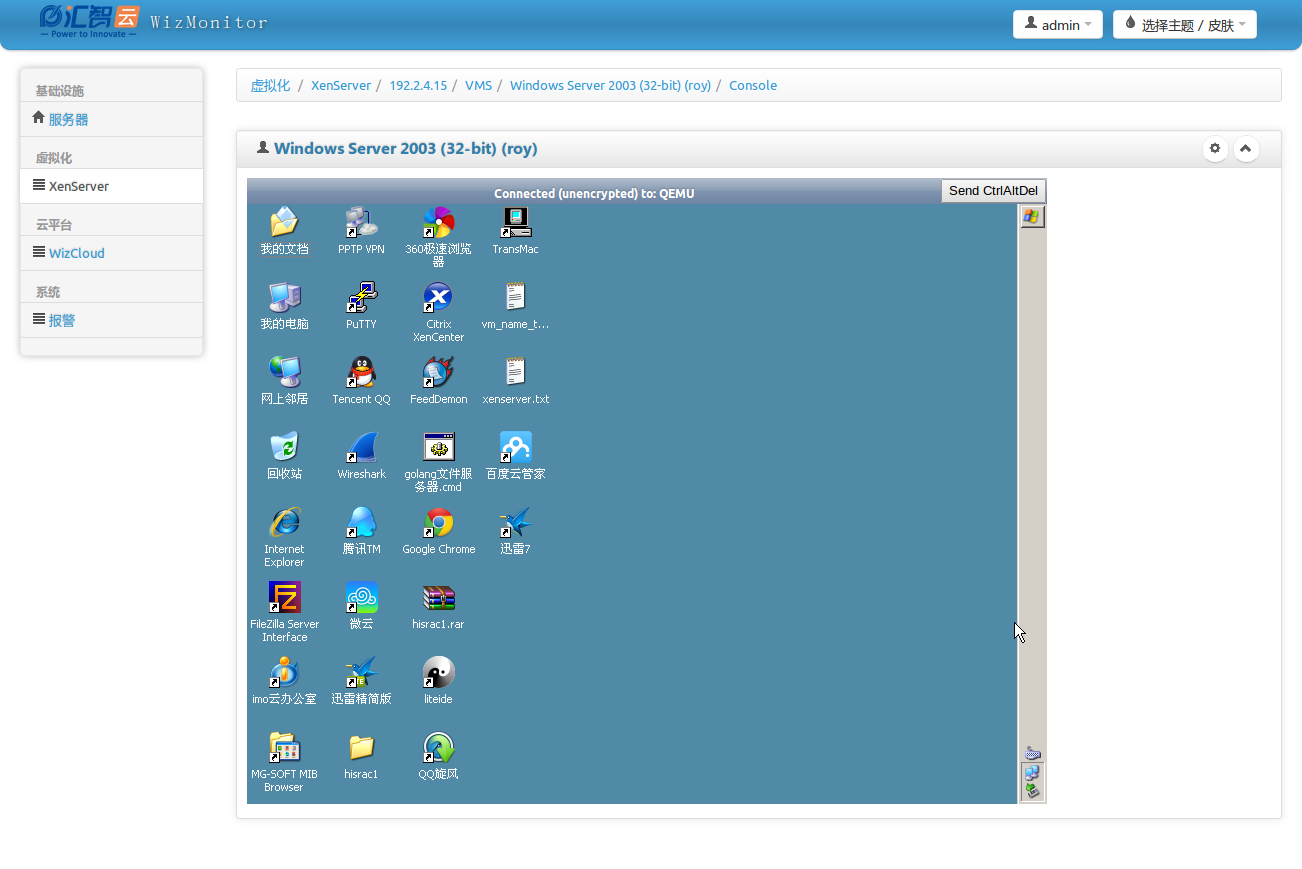 汇智云
— Power to Innovate —
WizMonitor
admin
选择主题 / 皮肤
基础设施
服务器
虚拟化
XenServer
云平台
WizCloud
系统
报警
虚拟化 / XenServer / 192.2.4.15 / VMS / Windows Server 2003 (32-bit) (roy) / Console
Windows Server 2003 (32-bit) (roy)
Connected (unencrypted) to: QEMU
Send CtrlAltDel
我的文档
PPTP VPN
360极速浏览
器
TransMac
我的电脑
PuTTY
Citrix
XenCenter
vm_name_t...
网上邻居
Tencent QQ
FeedDemon
xenserver.txt
回收站
Wireshark
golang文件服
务器.cmd
百度云管家
Internet
Explorer
腾讯TM
Google Chrome
迅雷7
FileZilla Server
Interface
微云
hisrac1.rar
imo云办公室
迅雷精简版
liteide
MG-SOFT MIB
Browser
hisrac1
QQ旋风